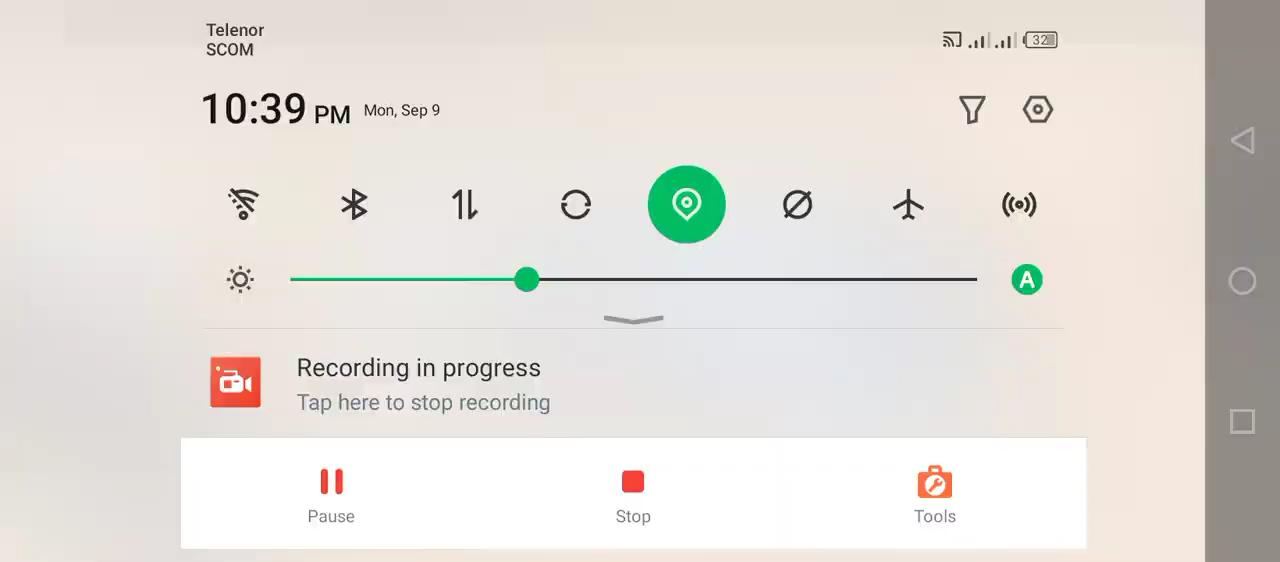 Telenor
SCOM
32
10:39 PM Mon, Sep 9
A
Recording in progress
Tap here to stop recording
Pause Stop Tools